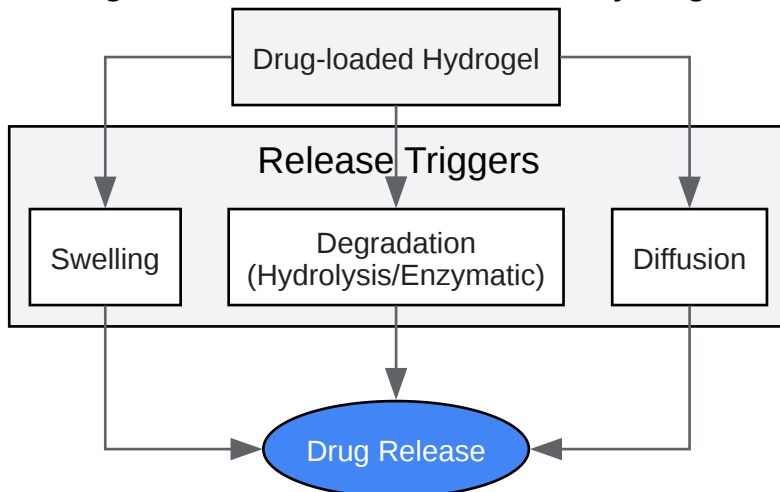 Drug-loaded Hydrogel
Release Triggers
Swelling
Degradation
(Hydrolysis/Enzymatic)
Diffusion
Drug Release